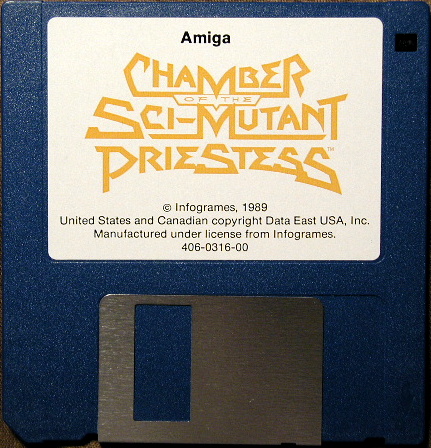 Amiga
CHAMBER
OF THE
SCI-MUTANT
PRIESTESS™
© Infogrames, 1989
United States and Canadian copyright Data East USA, Inc.
Manufactured under license from Infogrames.
406-0316-00